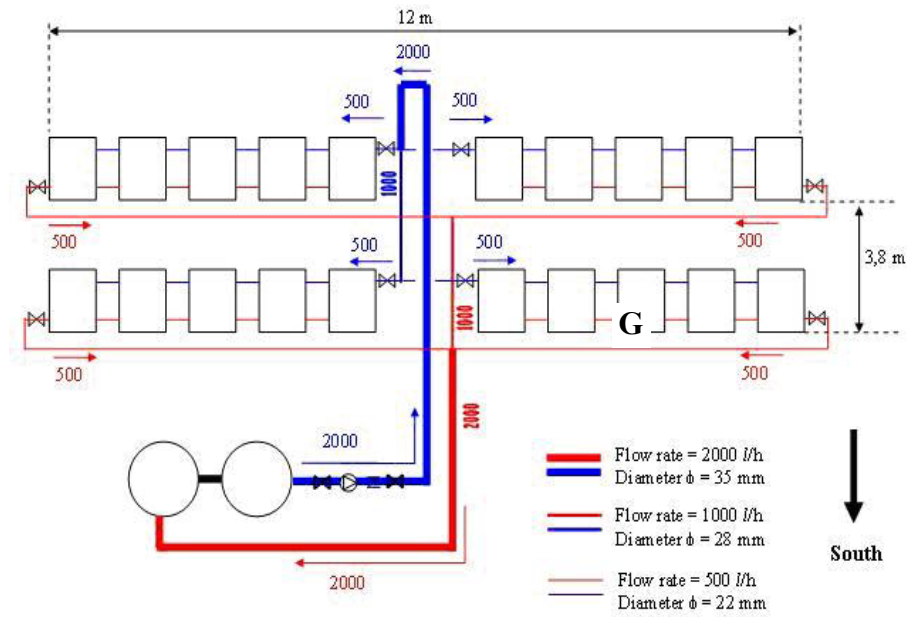 12 m
2000
500
500
1000
500
500
3,8 m
500
500
G
1000
500
500
2000
2000
Flow rate = 2000 l/h
Diameter ϕ = 35 mm
Flow rate = 1000 l/h
Diameter ϕ = 28 mm
South
2000
Flow rate = 500 l/h
Diameter ϕ = 22 mm